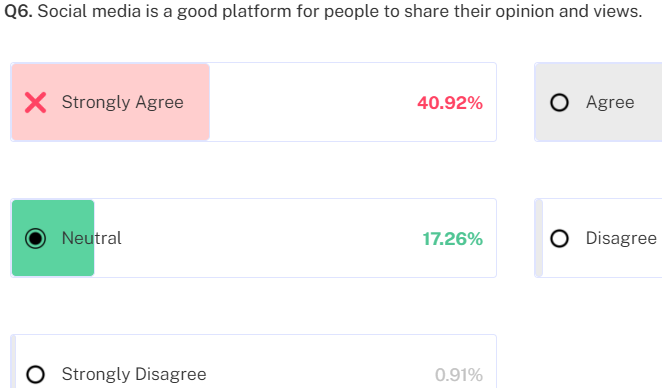 Q6. Social media is a good platform for people to share their opinion and views.
Strongly Agree 40.92% Agree
Neutral 17.26% Disagree
Strongly Disagree 0.91%